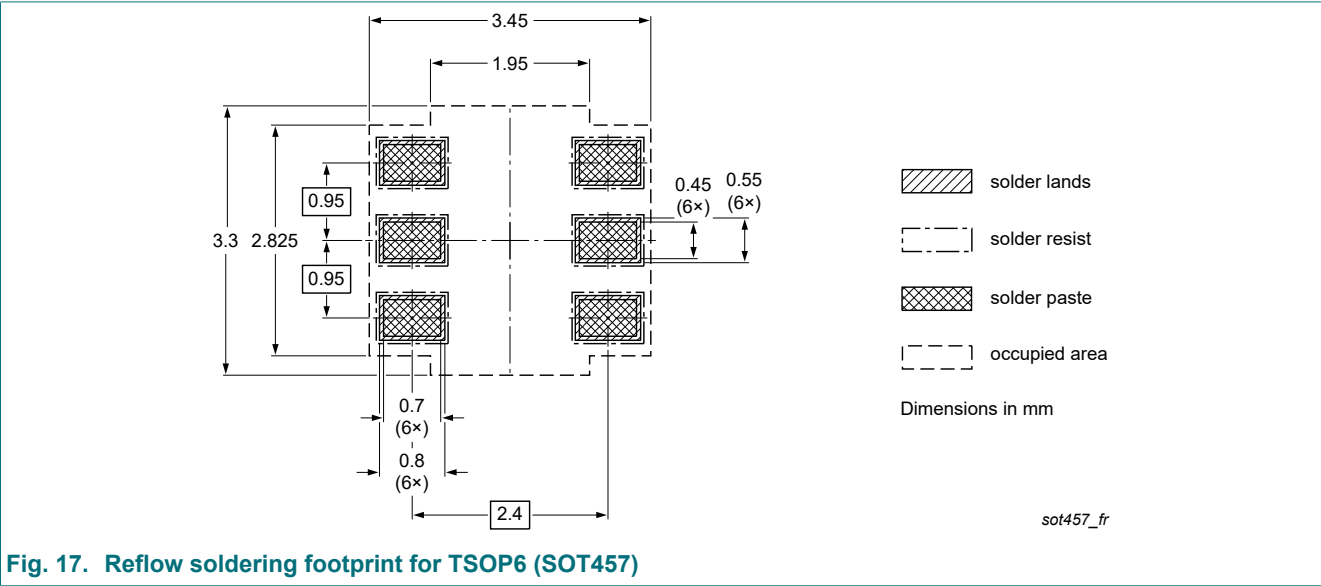 3.45
1.95
3.3
2.825
0.95
0.95
0.45
(6×)
0.55
(6×)
0.7
(6×)
0.8
(6×)
2.4
solder lands
solder resist
solder paste
occupied area
Dimensions in mm
sot457_fr
Fig. 17. Reflow soldering footprint for TSOP6 (SOT457)